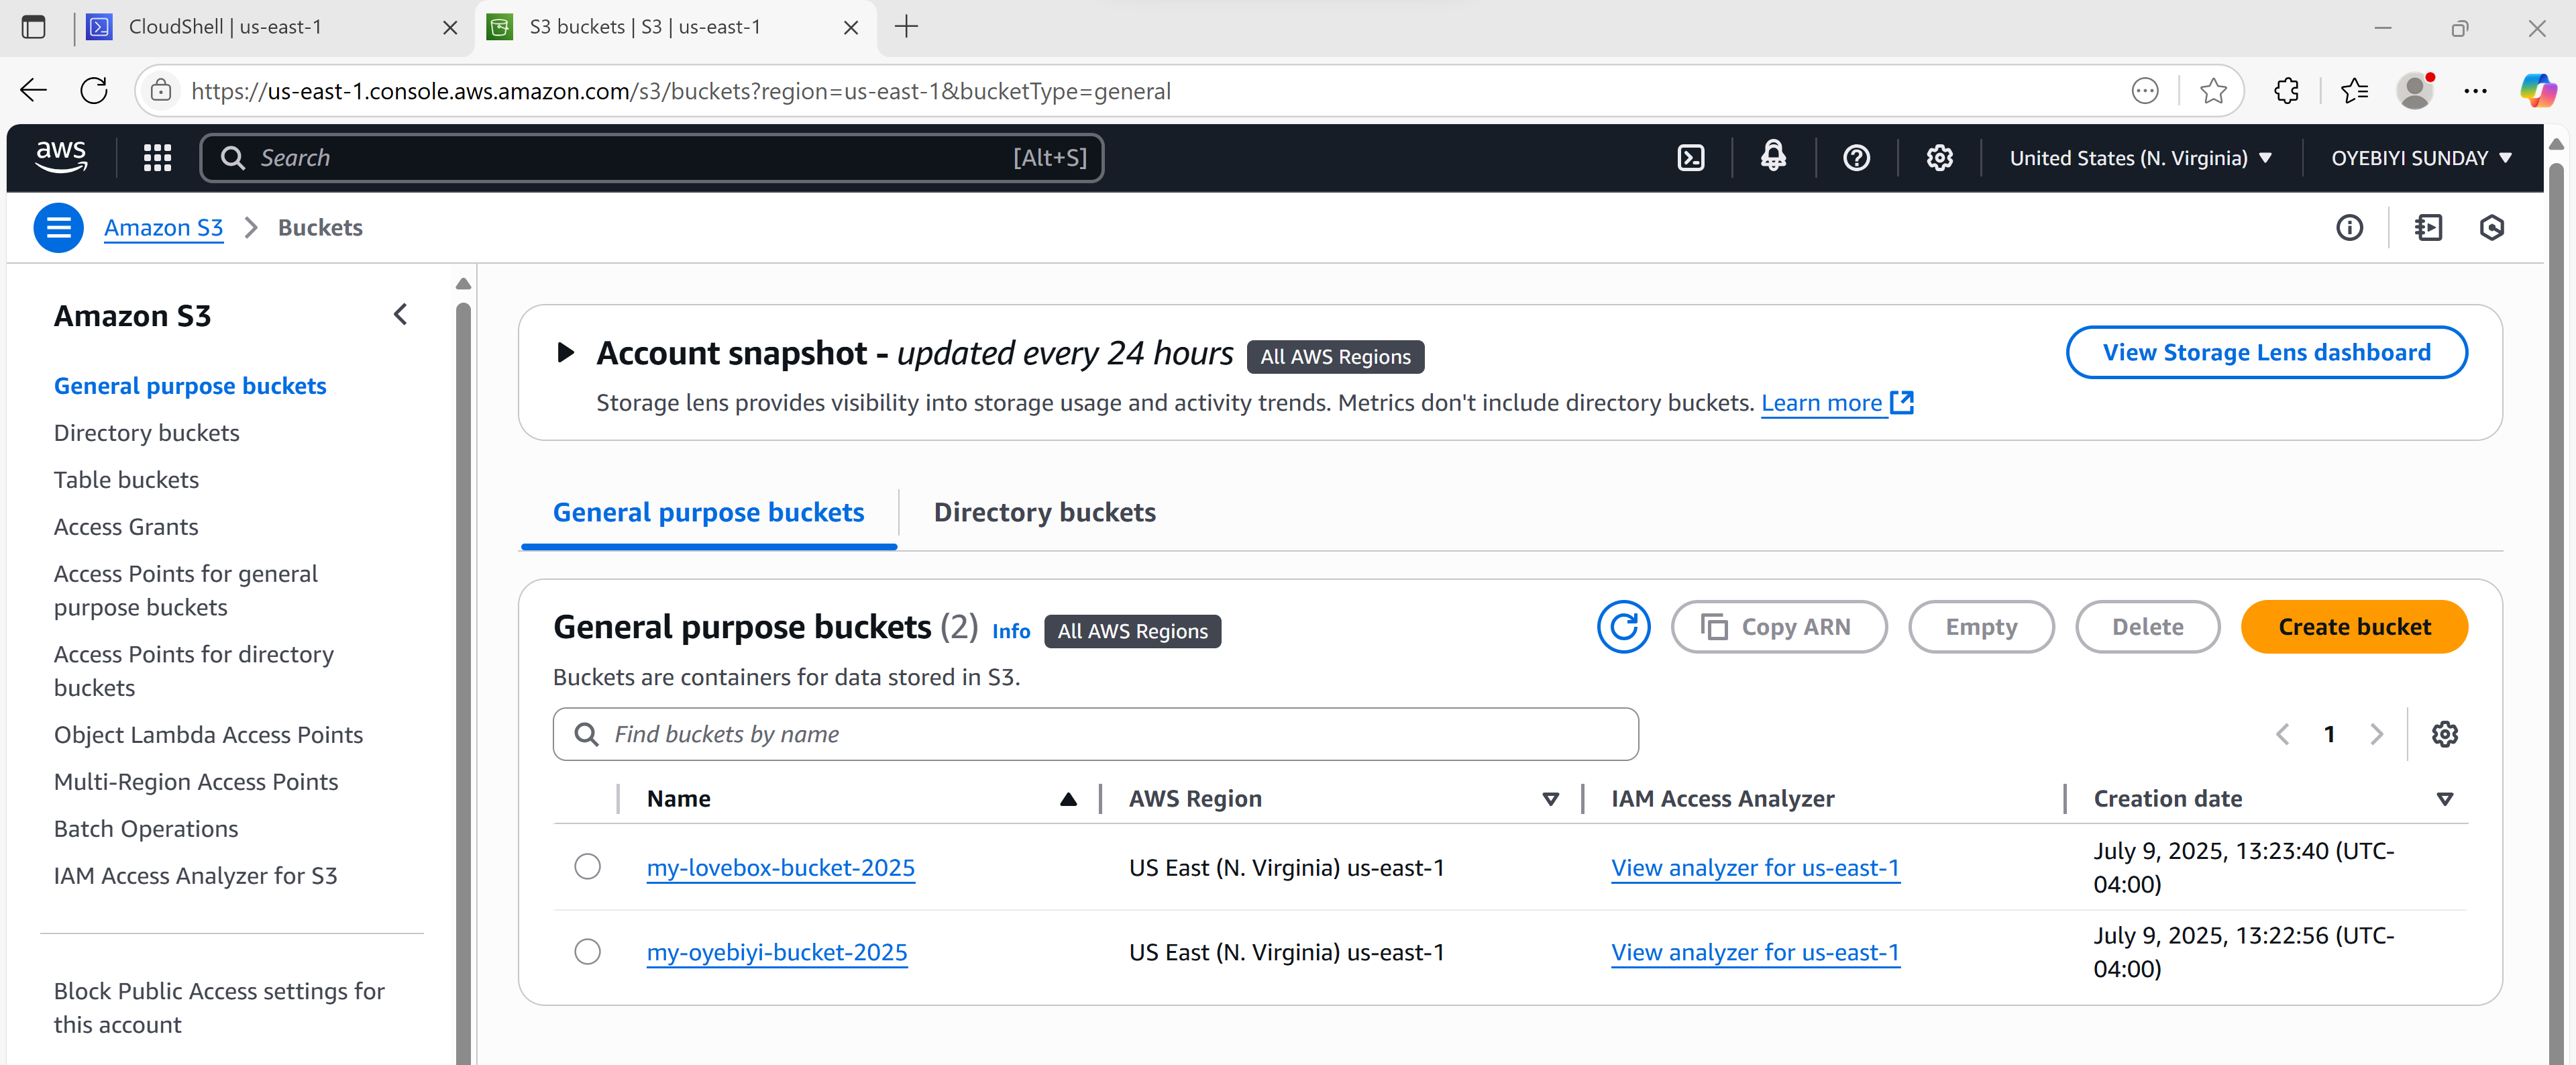 CloudShell | us-east-1
S3 buckets | S3 | us-east-1
https://us-east-1.console.aws.amazon.com/s3/buckets?region=us-east-1&bucketType=general
aws
Search
[Alt+S]
United States (N. Virginia)
OYEBIYI SUNDAY
Amazon S3
Buckets
Amazon S3
General purpose buckets
Directory buckets
Table buckets
Access Grants
Access Points for general
purpose buckets
Access Points for directory
buckets
Object Lambda Access Points
Multi-Region Access Points
Batch Operations
IAM Access Analyzer for S3
Block Public Access settings for
this account
Account snapshot - updated every 24 hours All AWS Regions
View Storage Lens dashboard
Storage lens provides visibility into storage usage and activity trends. Metrics don't include directory buckets. Learn more
General purpose buckets
Directory buckets
General purpose buckets (2) Info All AWS Regions
Copy ARN
Empty
Delete
Create bucket
Buckets are containers for data stored in S3.
Find buckets by name
1
Name
AWS Region
IAM Access Analyzer
Creation date
my-lovebox-bucket-2025
US East (N. Virginia) us-east-1
View analyzer for us-east-1
July 9, 2025, 13:23:40 (UTC-
04:00)
my-oyebiyi-bucket-2025
US East (N. Virginia) us-east-1
View analyzer for us-east-1
July 9, 2025, 13:22:56 (UTC-
04:00)